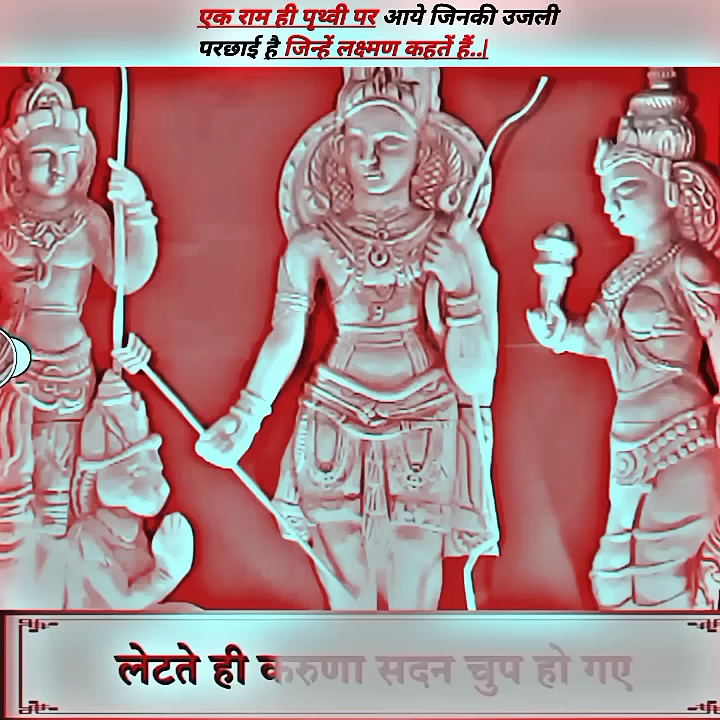 एक राम ही पृथ्वी पर आये जिनकी उजली
परछाई है जिन्हें लक्ष्मण कहतें हैं..|
लेटते ही करुणा सदन चुप हो गए